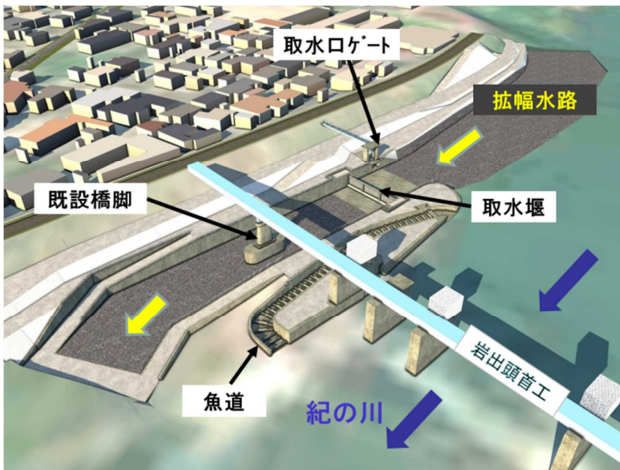 取水口ゲート
拡幅水路
既設橋脚
取水堰
岩出頭首工
魚道
紀の川